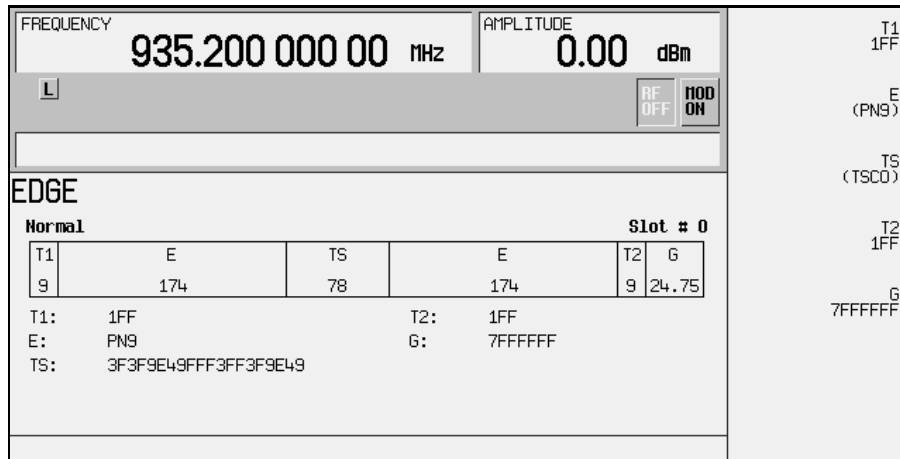 FREQUENCY
935.200 000 00 MHz
AMPLITUDE
0.00 dBm
L
RF OFF
MOD ON
EDGE
Normal
Slot # 0
T1 E TS E T2 G
9 174 78 174 9 24.75
T1: 1FF T2: 1FF
E: PN9 G: 7FFFFFF
TS: 3F3F9E49FFF3FF3F9E49
T1
1FF
E
(PN9)
TS
(TSC0)
T2
1FF
G
7FFFFFF